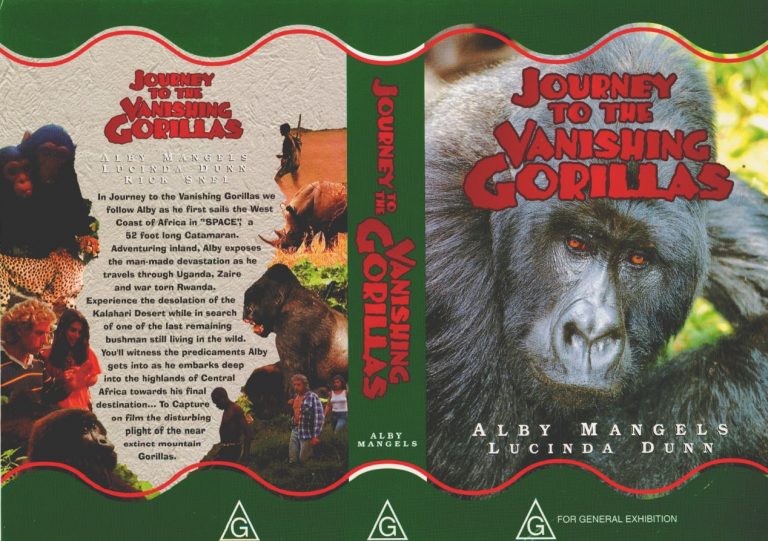 JOURNEY
TO THE
VANISHING
GORILLAS
ALBY MANGELS
LUCINDA DUNN
RICK SNEL
In Journey to the Vanishing Gorillas we
follow Alby as he first sails the West
Coast of Africa in "SPACE", a
52 foot long Catamaran.
Adventuring inland, Alby exposes
the man-made devastation as he
travels through Uganda, Zaire
and war torn Rwanda.
Experience the desolation of the
Kalahari Desert while in search
of one of the last remaining
bushman still living in the wild.
You'll witness the predicaments Alby
gets into as he embarks deep
into the highlands of Central
Africa towards his final
destination... To Capture
on film the disturbing
plight of the near
extinct mountain
Gorillas.
G
JOURNEY TO THE
VANISHING
GORILLAS
ALBY
MANGELS
G
JOURNEY
TO THE
VANISHING
GORILLAS
ALBY MANGELS
LUCINDA DUNN
G FOR GENERAL EXHIBITION